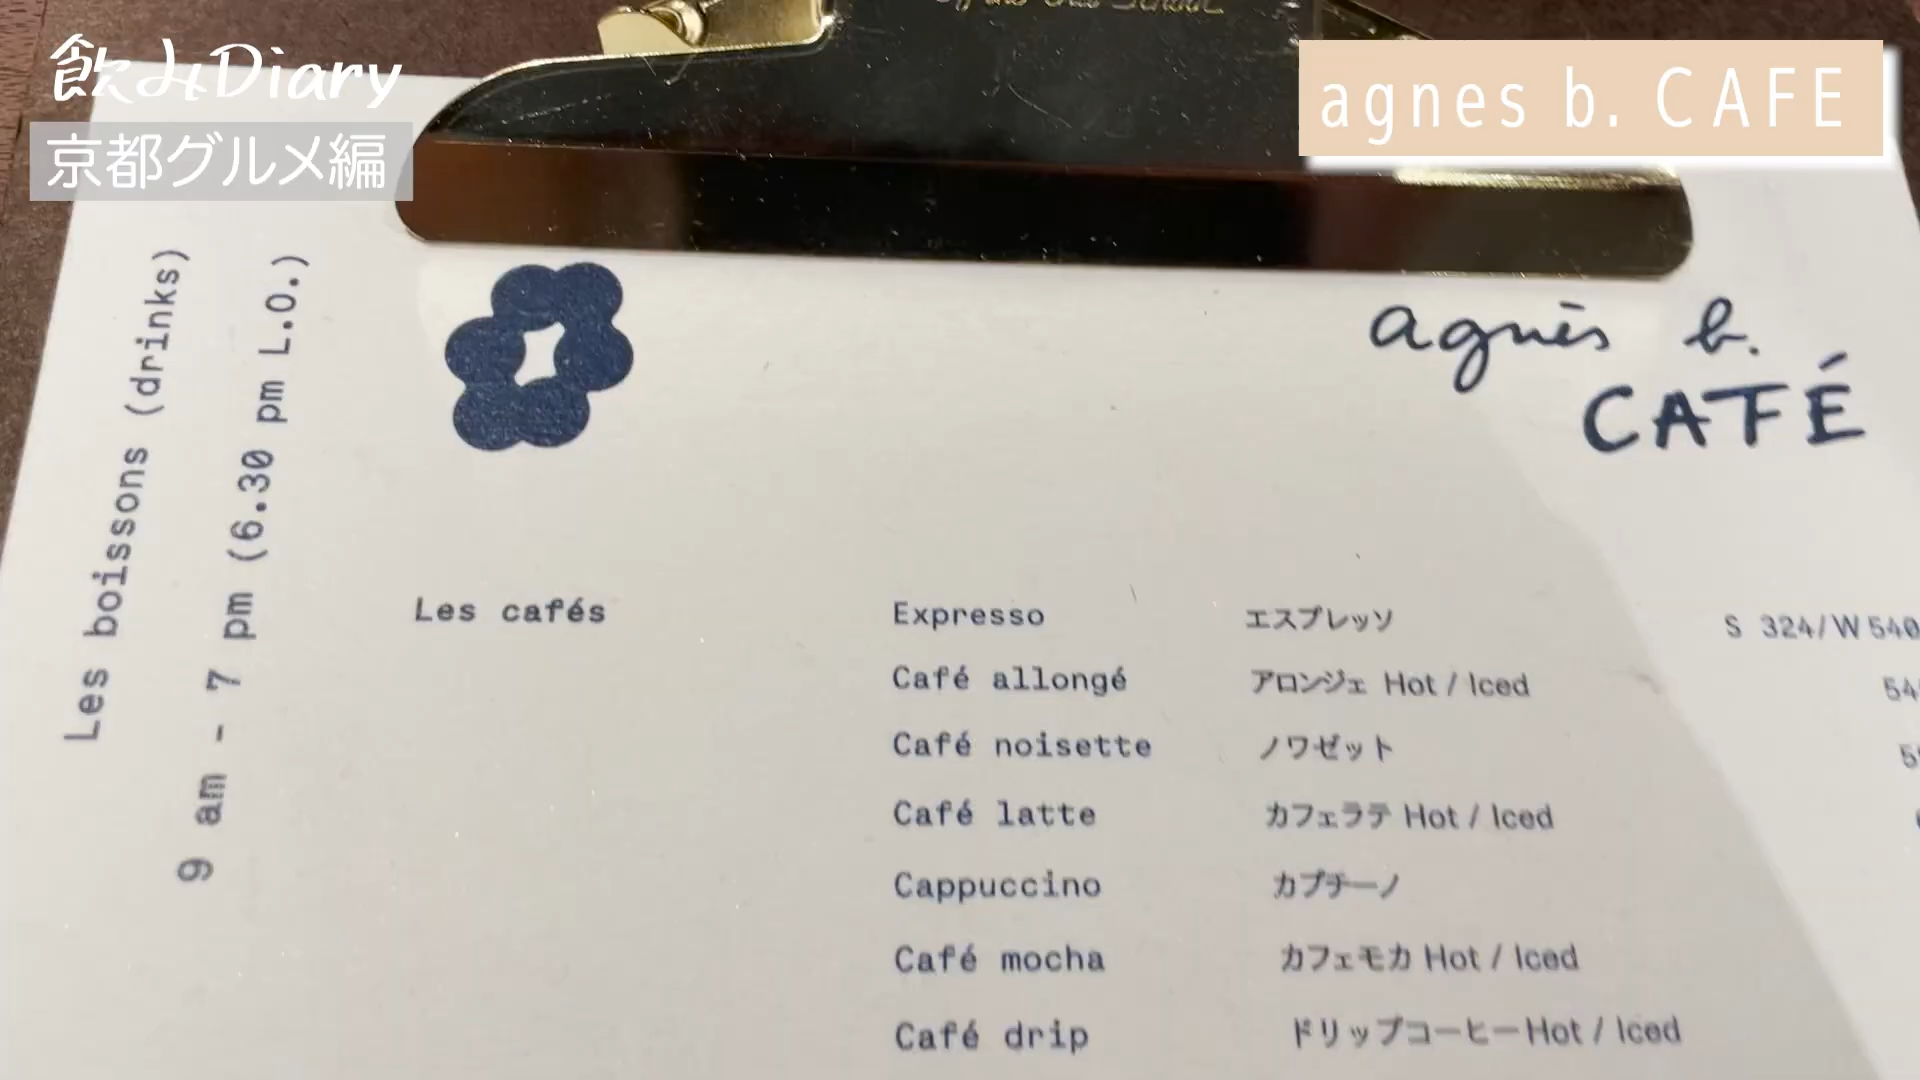 飲みDiary
京都グルメ編
agnes b. CAFE
agnès b.
CAFÉ
Les boissons (drinks)
9 am - 7 pm (6.30 pm L.O.)
Les cafés
Expresso エスプレッソ S 324/W 540
Café allongé アロンジェ Hot / Iced
Café noisette ノワゼット
Café latte カフェラテ Hot / Iced
Cappuccino カプチーノ
Café mocha カフェモカ Hot / Iced
Café drip ドリップコーヒー Hot / Iced